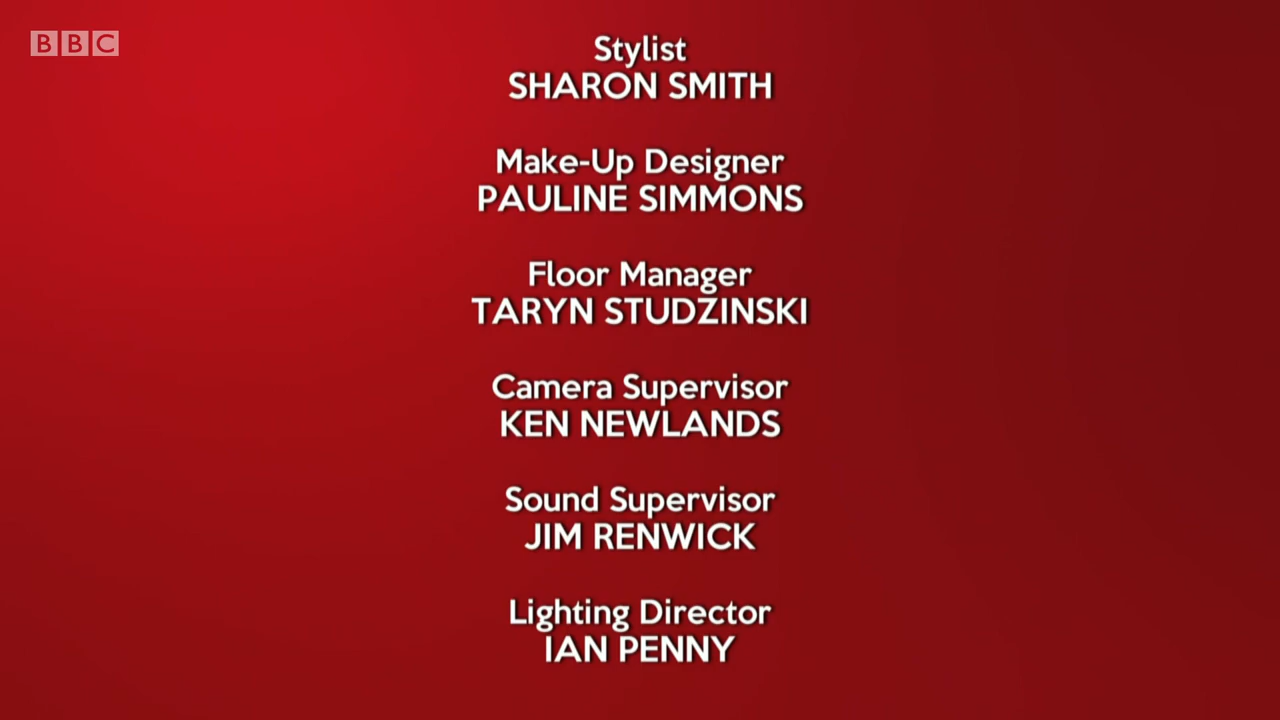 BBC
Stylist
SHARON SMITH
Make-Up Designer
PAULINE SIMMONS
Floor Manager
TARYN STUDZINSKI
Camera Supervisor
KEN NEWLANDS
Sound Supervisor
JIM RENWICK
Lighting Director
IAN PENNY